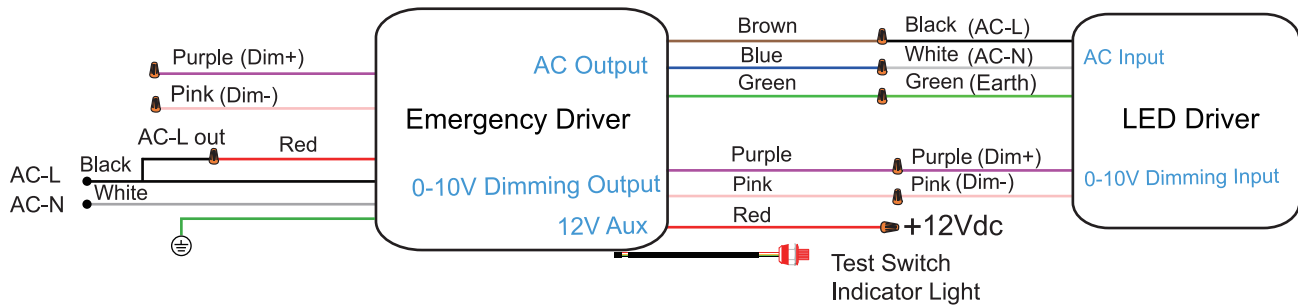 Purple (Dim+)
Pink (Dim-)
AC-L out
Red
AC-L
Black
AC-N
White
AC Output
Emergency Driver
0-10V Dimming Output
12V Aux
Brown
Black (AC-L)
Blue
White (AC-N)
Green
Green (Earth)
Purple
Purple (Dim+)
Pink
Pink (Dim-)
Red
+12Vdc
Test Switch
Indicator Light
AC Input
LED Driver
0-10V Dimming Input